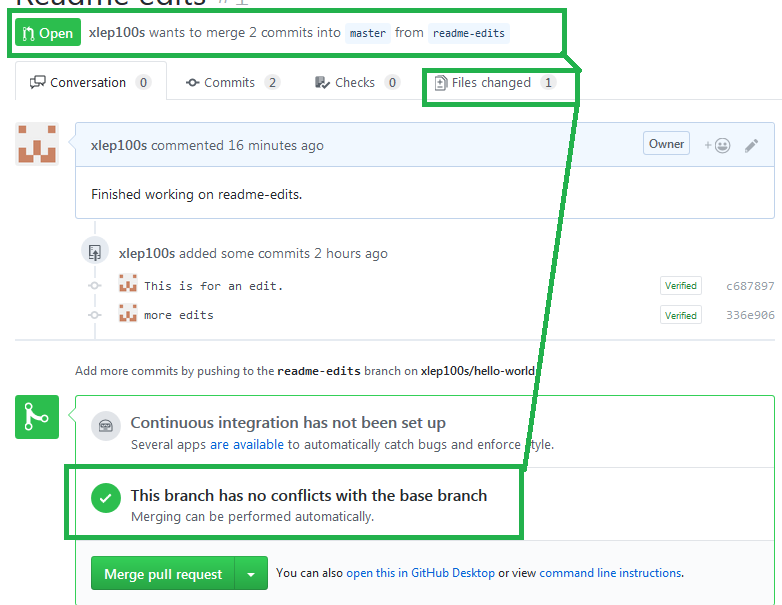 Readme-edits #1
Open xlep100s wants to merge 2 commits into master from readme-edits
Conversation 0 Commits 2 Checks 0 Files changed 1
xlep100s commented 16 minutes ago Owner +
Finished working on readme-edits.
xlep100s added some commits 2 hours ago
This is for an edit. Verified c687897
more edits Verified 336e906
Add more commits by pushing to the readme-edits branch on xlep100s/hello-world
Continuous integration has not been set up
Several apps are available to automatically catch bugs and enforce style.
This branch has no conflicts with the base branch
Merging can be performed automatically.
Merge pull request You can also open this in GitHub Desktop or view command line instructions.